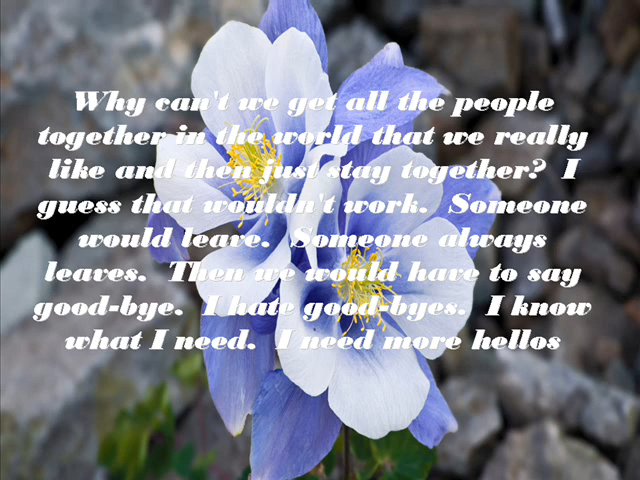 Why can't we get all the people
together in the world that we really
like and then just stay together?  I
guess that wouldn't work.  Someone
would leave.  Someone always
leaves.  Then we would have to say
good-bye.  I hate good-byes.  I know
what I need.  I need more hellos